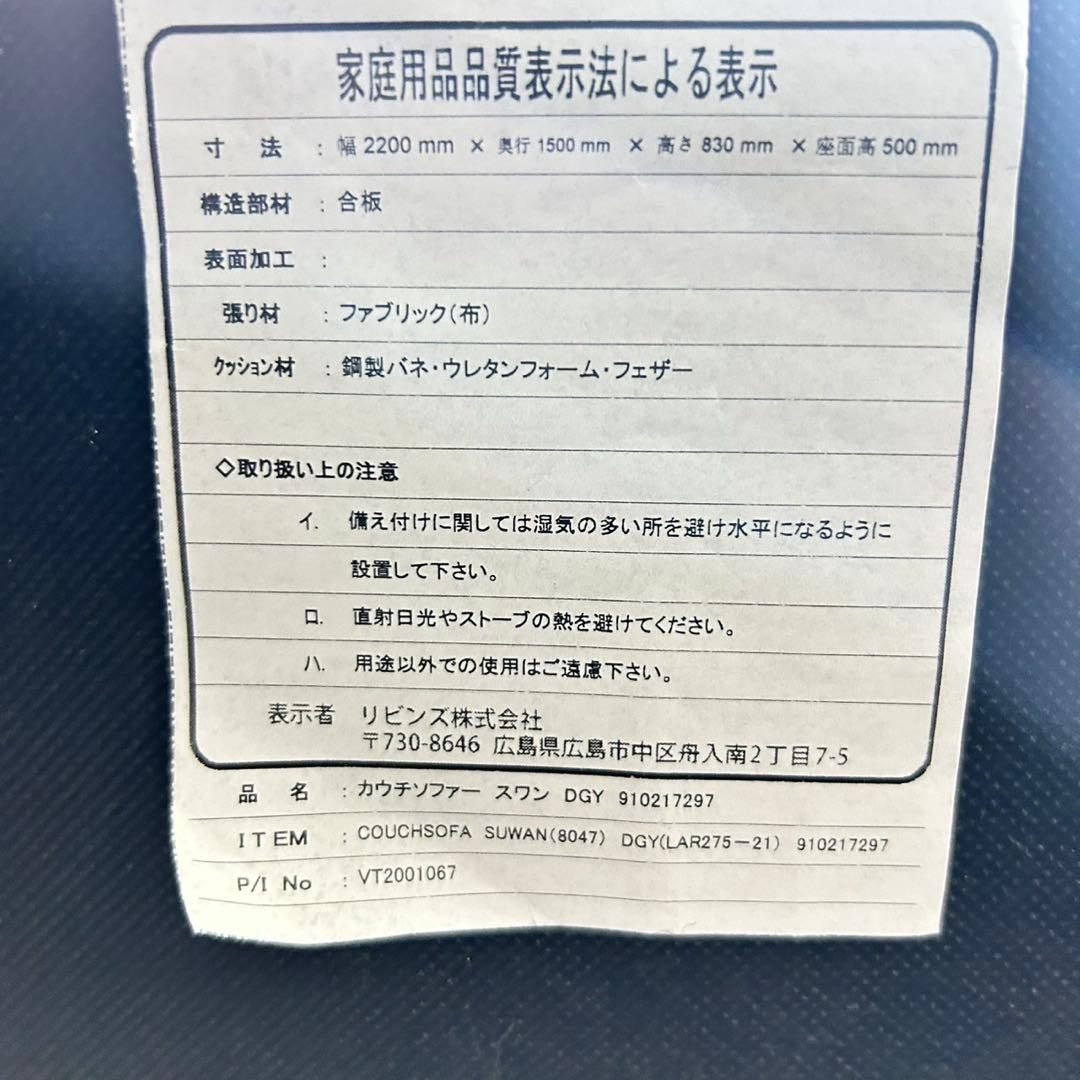 家庭用品品質表示法による表示
寸 法 : 幅 2200 mm × 奥行 1500 mm × 高さ 830 mm × 座面高 500 mm
構造部材 : 合板
表面加工 :
張り材 : ファブリック(布)
クッション材 : 鋼製バネ・ウレタンフォーム・フェザー
◇取り扱い上の注意
イ. 備え付けに関しては湿気の多い所を避け水平になるように
設置して下さい。
ロ. 直射日光やストーブの熱を避けてください。
ハ. 用途以外での使用はご遠慮下さい。
表示者 リビンズ株式会社
〒730-8646 広島県広島市中区舟入南2丁目7-5
品 名 : カウチソファー スワン DGY 910217297
ITEM : COUCHSOFA SUWAN(8047) DGY(LAR275-21) 910217297
P/I No : VT2001067